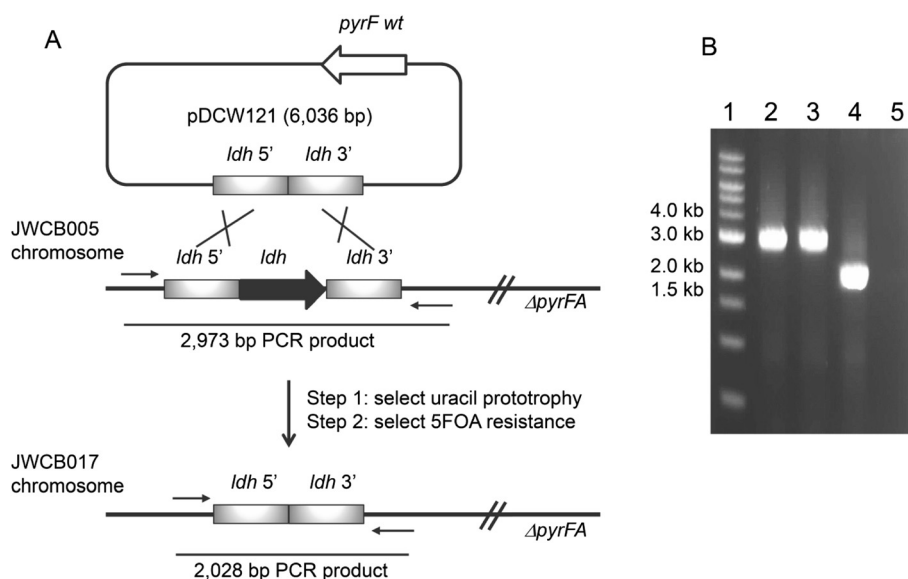 A
pyrF wt
pDCW121 (6,036 bp)
ldh 5’ ldh 3’
JWCB005
chromosome
ldh 5’ ldh ldh 3’
ΔpyrFA
2,973 bp PCR product
Step 1: select uracil prototrophy
Step 2: select 5FOA resistance
JWCB017
chromosome
ldh 5’ ldh 3’
ΔpyrFA
2,028 bp PCR product
B
1 2 3 4 5
4.0 kb
3.0 kb
2.0 kb
1.5 kb